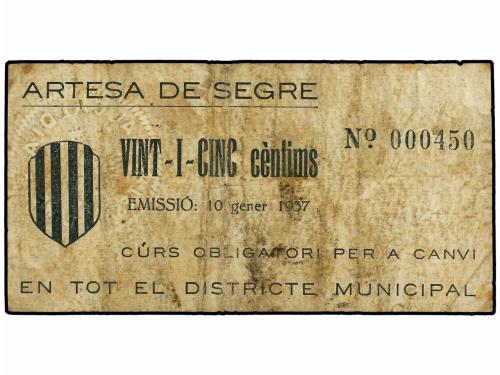 ARTESA DE SEGRE
Nº 000450
VINT-I-CINC cèntims
EMISSIÓ: 10 gener 1937
CÚRS OBLIGATORI PER A CANVI
EN TOT EL DISTRICTE MUNICIPAL